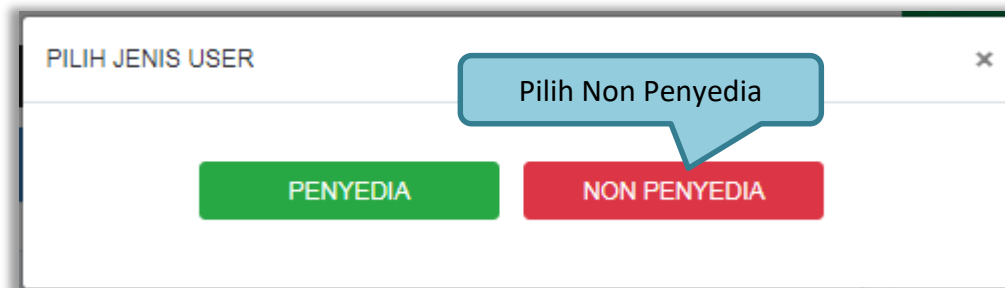 PILIH JENIS USER
×
Pilih Non Penyedia
PENYEDIA
NON PENYEDIA